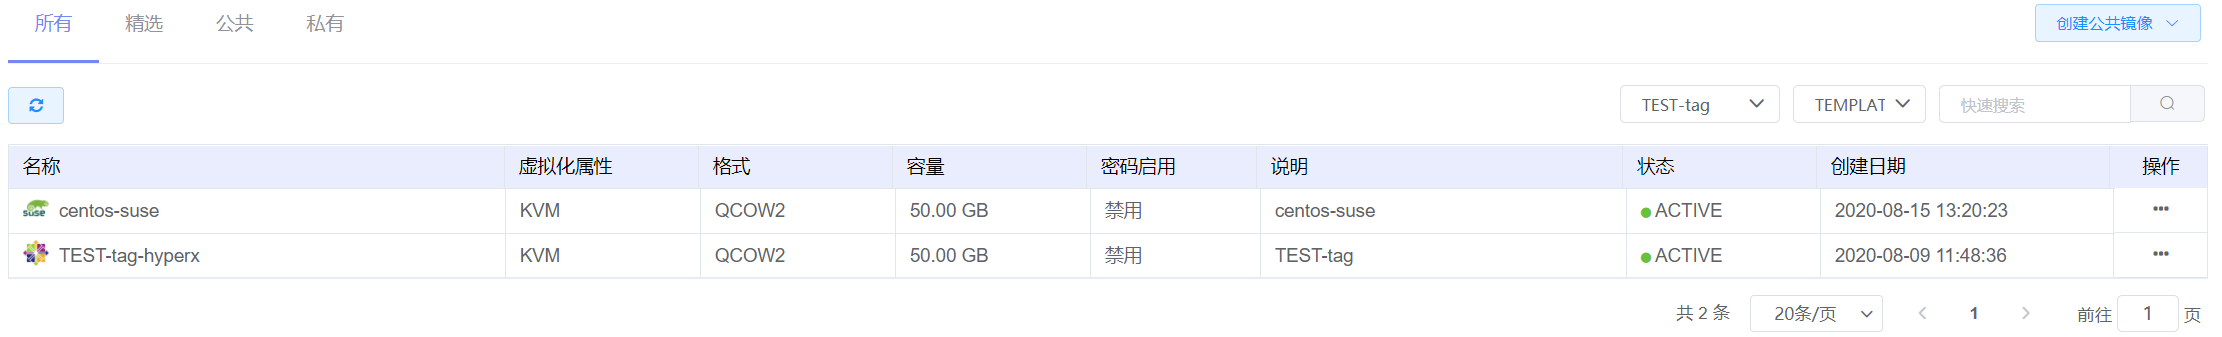 所有 精选 公共 私有 创建公共镜像
TEST-tag TEMPLAT 快速搜索
名称 虚拟化属性 格式 容量 密码启用 说明 状态 创建日期 操作
SUSE centos-suse KVM QCOW2 50.00 GB 禁用 centos-suse ACTIVE 2020-08-15 13:20:23 •••
TEST-tag-hyperx KVM QCOW2 50.00 GB 禁用 TEST-tag ACTIVE 2020-08-09 11:48:36 •••
共 2 条 20条/页 < 1 > 前往 1 页